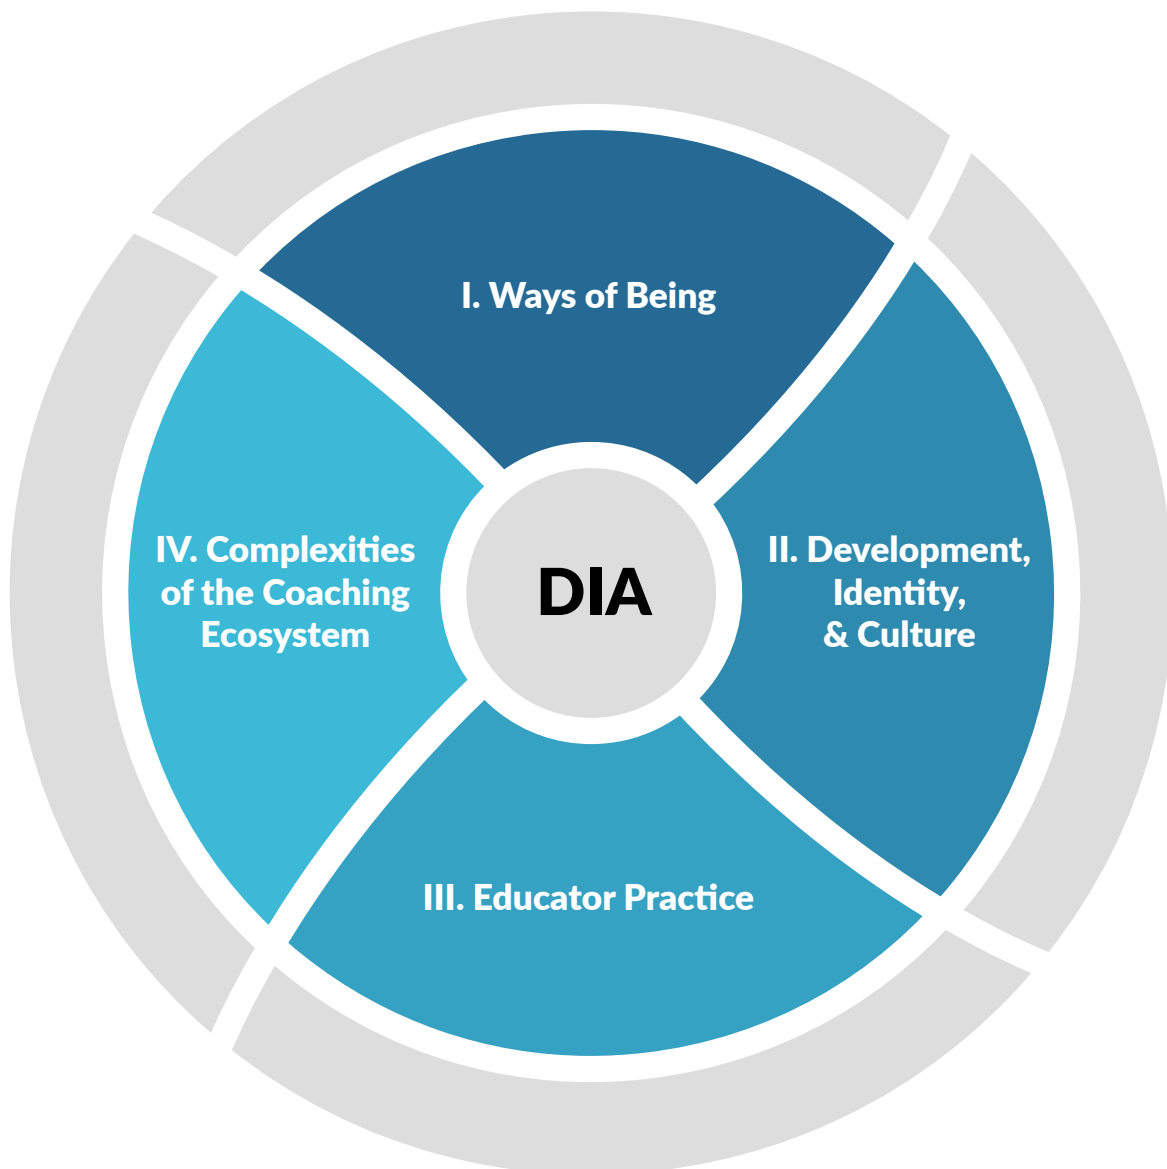 I. Ways of Being
II. Development,
Identity,
& Culture
III. Educator Practice
IV. Complexities
of the Coaching
Ecosystem
DIA